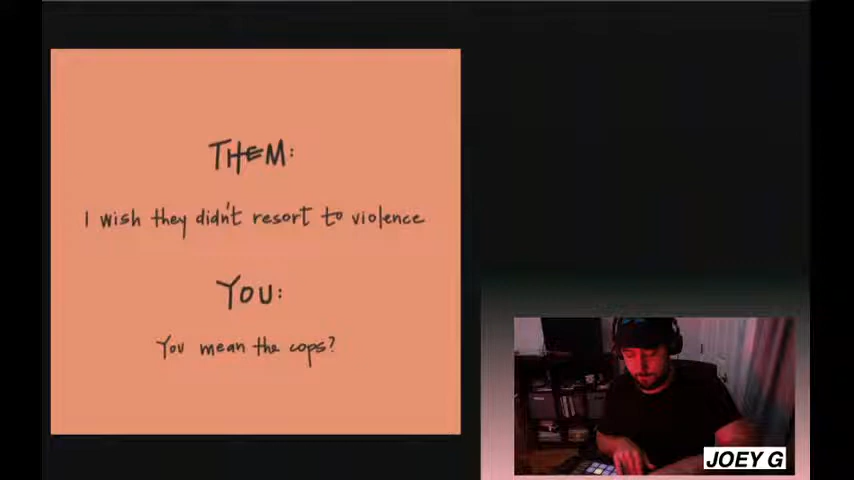 THEM:
I wish they didn't resort to violence
YOU:
You mean the cops?
JOEY G